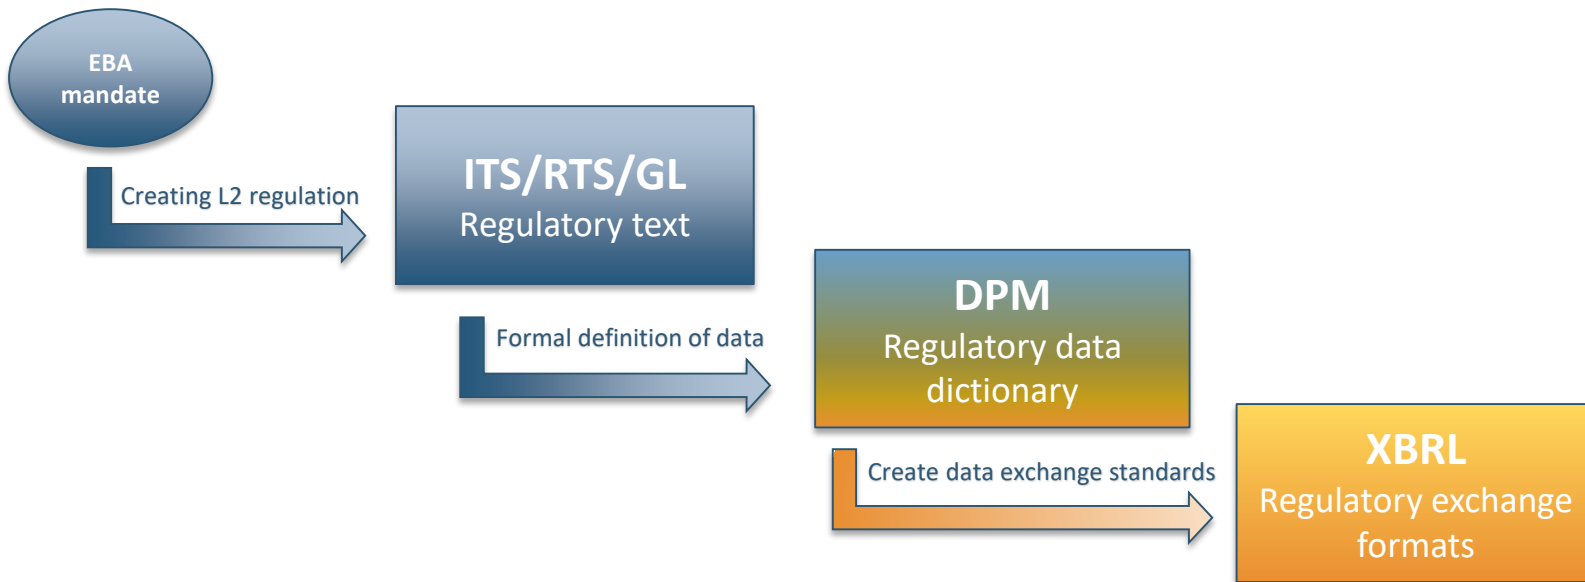 EBA
mandate
Creating L2 regulation
ITS/RTS/GL
Regulatory text
Formal definition of data
DPM
Regulatory data
dictionary
Create data exchange standards
XBRL
Regulatory exchange
formats